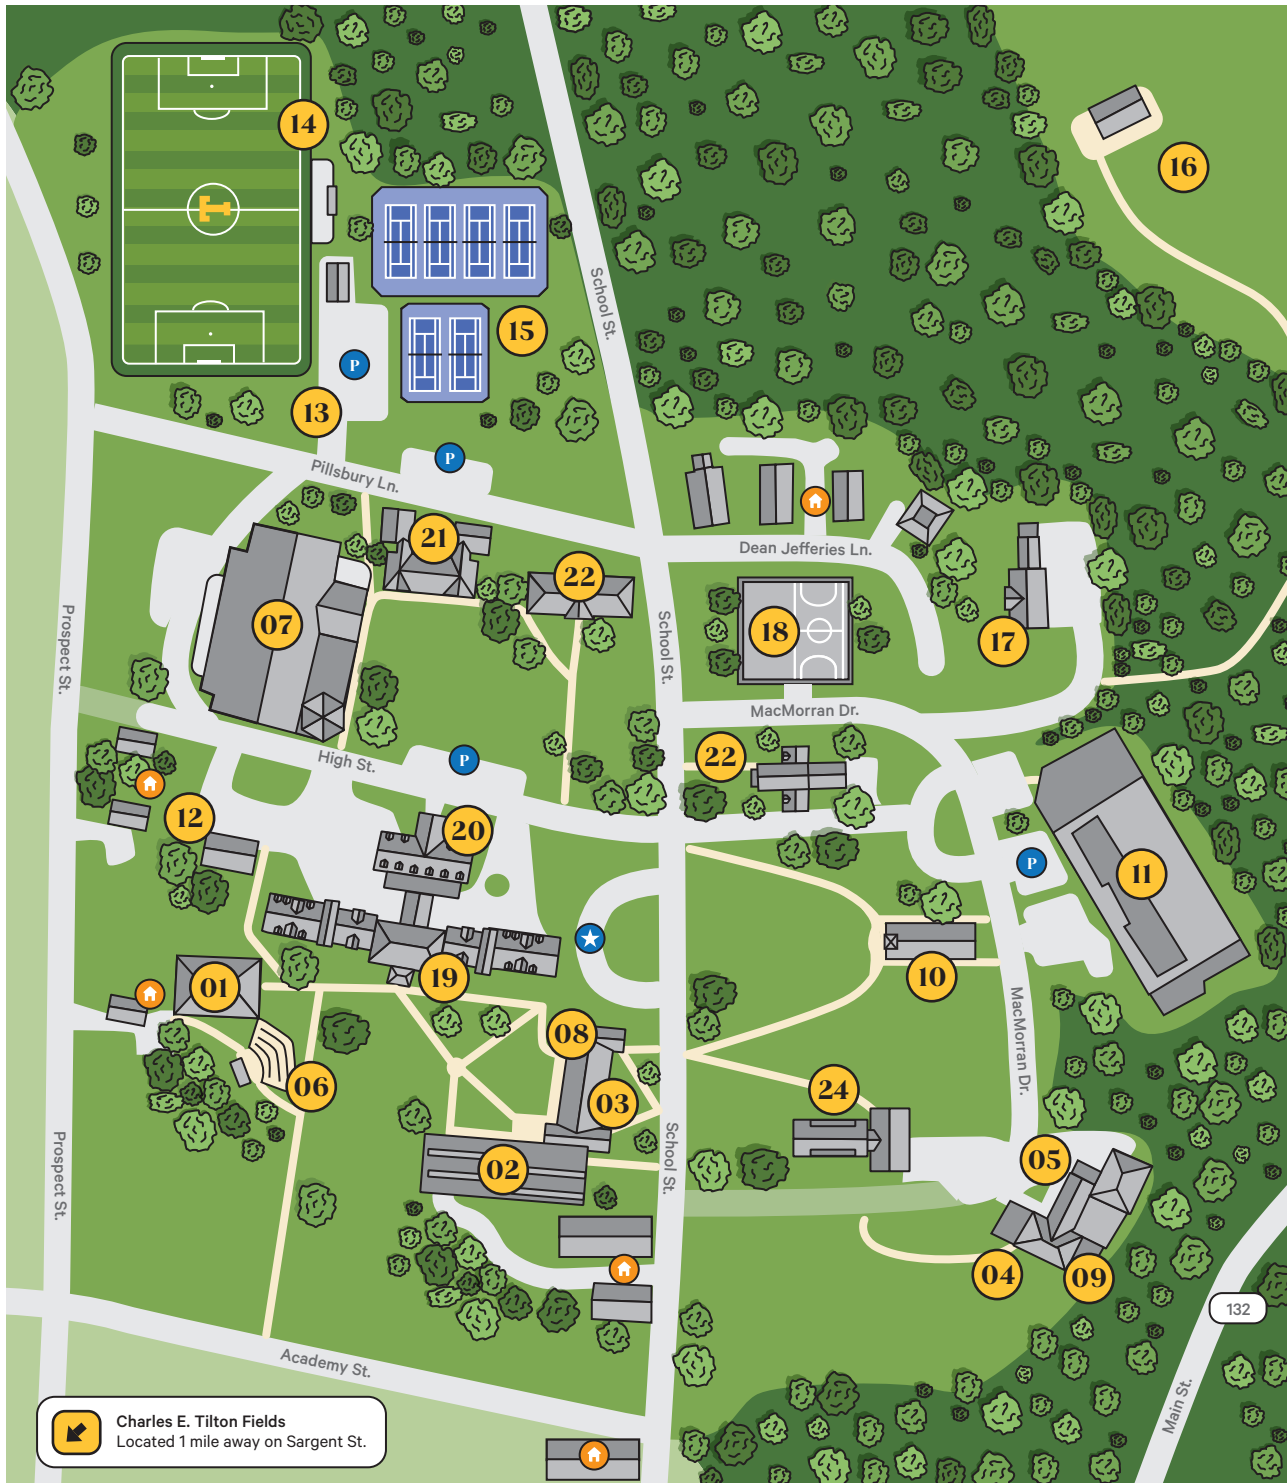 14
16
School St.
15
P
13
P
Pillsbury Ln.
21
22
Dean Jefferies Ln.
07
18
17
Prospect St.
School St.
MacMorran Dr.
22
High St.
P
12
20
P
11
19
10
01
MacMorran Dr.
08
06
03
24
Prospect St.
School St.
02
05
04
09
132
Academy St.
Main St.
Charles E. Tilton Fields
Located 1 mile away on Sargent St.